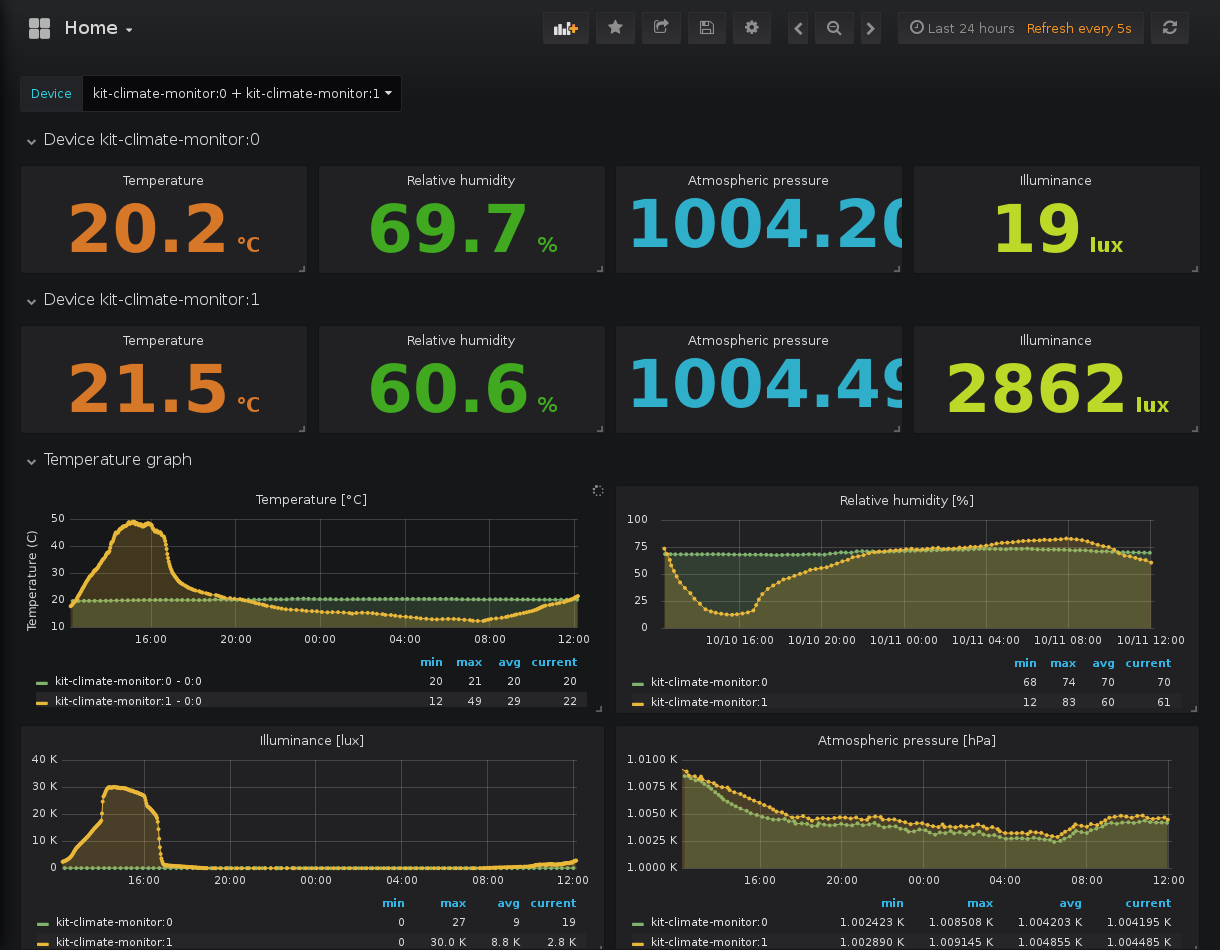 Home
Last 24 hours Refresh every 5s
Device kit-climate-monitor:0 + kit-climate-monitor:1
Device kit-climate-monitor:0
Temperature Relative humidity Atmospheric pressure Illuminance
20.2 °C 69.7 % 1004.20 19 lux
Device kit-climate-monitor:1
Temperature Relative humidity Atmospheric pressure Illuminance
21.5 °C 60.6 % 1004.49 2862 lux
Temperature graph
Temperature [°C]
Temperature (C)
50
40
30
20
10
16:00 20:00 00:00 04:00 08:00 12:00
min max avg current
kit-climate-monitor:0 - 0:0 20 21 20 20
kit-climate-monitor:1 - 0:0 12 49 29 22
Relative humidity [%]
100
75
50
25
0
10/10 16:00 10/10 20:00 10/11 00:00 10/11 04:00 10/11 08:00 10/11 12:00
min max avg current
kit-climate-monitor:0 68 74 70 70
kit-climate-monitor:1 12 83 60 61
Illuminance [lux]
40 K
30 K
20 K
10 K
0
16:00 20:00 00:00 04:00 08:00 12:00
min max avg current
kit-climate-monitor:0 0 27 9 19
kit-climate-monitor:1 0 30.0 K 8.8 K 2.8 K
Atmospheric pressure [hPa]
1.0100 K
1.0075 K
1.0050 K
1.0025 K
1.0000 K
16:00 20:00 00:00 04:00 08:00 12:00
min max avg current
kit-climate-monitor:0 1.002423 K 1.008508 K 1.004203 K 1.004195 K
kit-climate-monitor:1 1.002890 K 1.009145 K 1.004855 K 1.004485 K